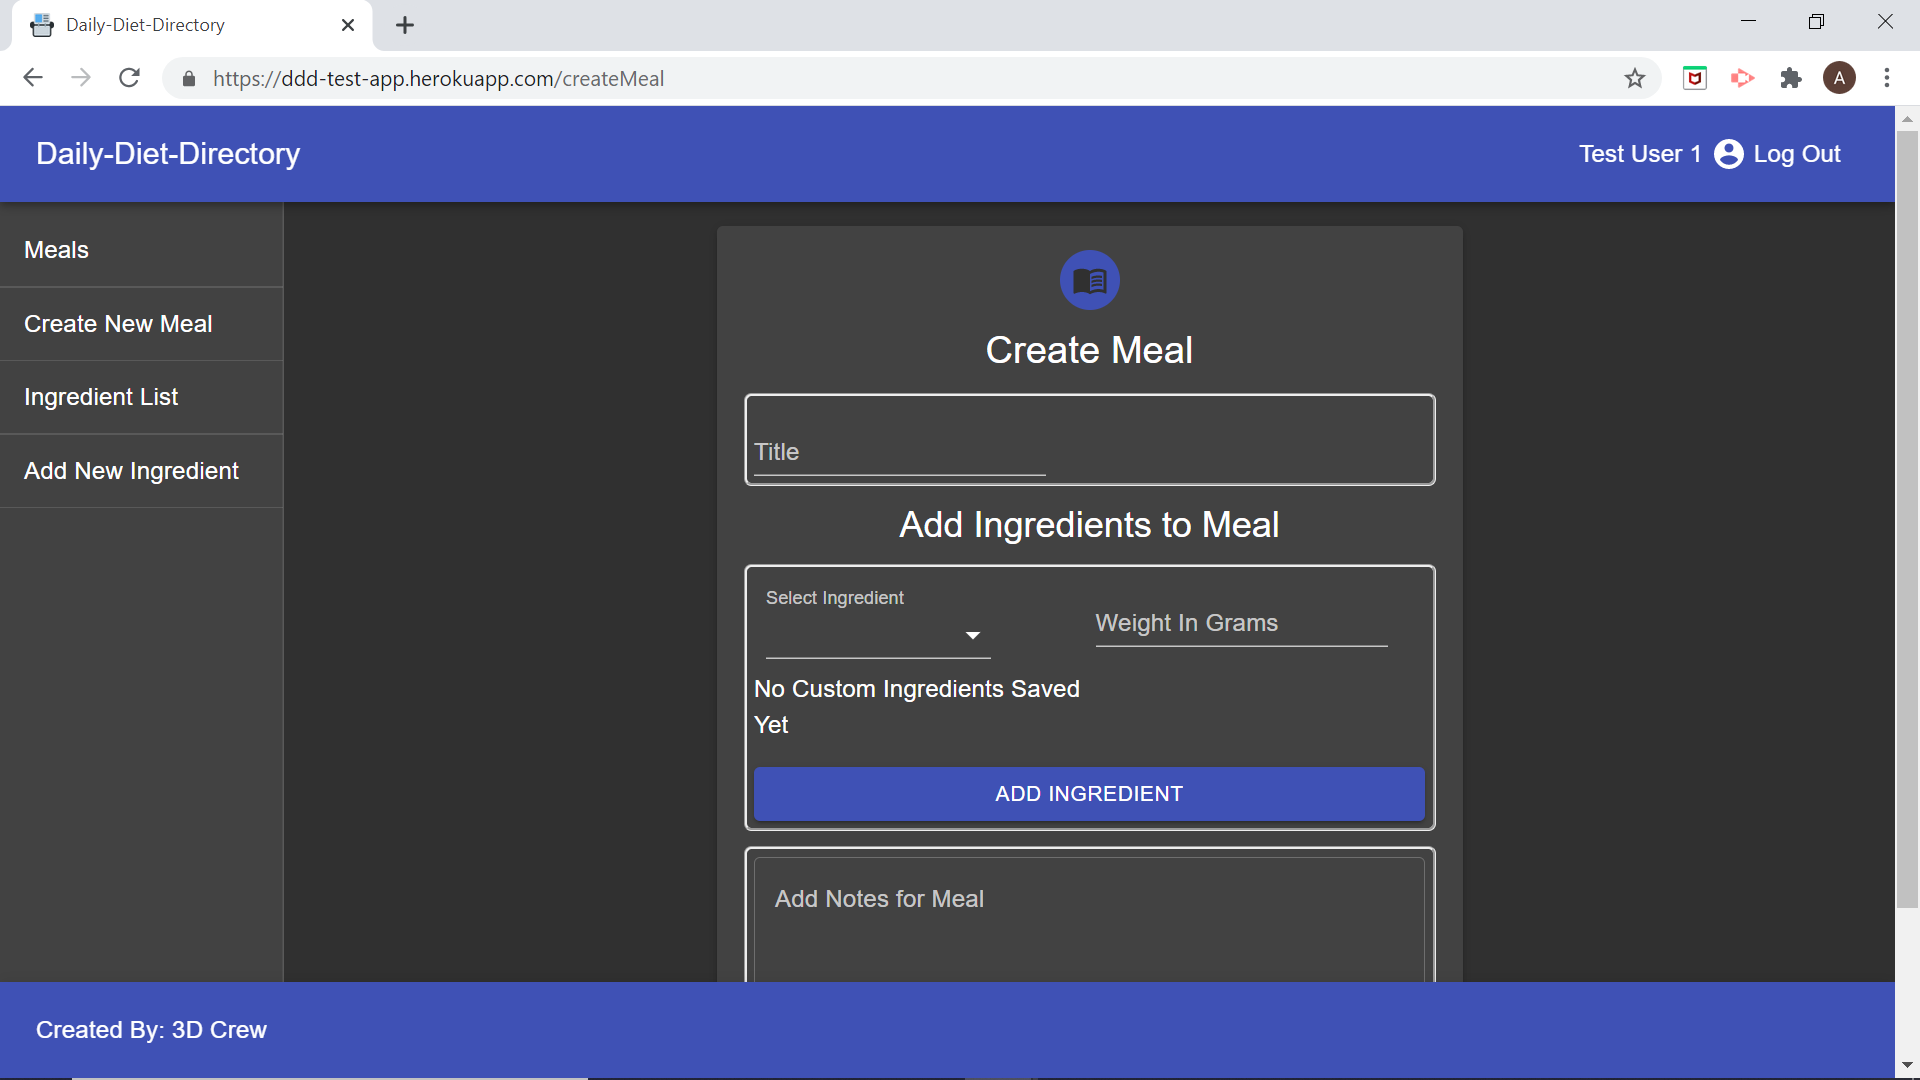 Daily-Diet-Directory
https://ddd-test-app.herokuapp.com/createMeal
A
Daily-Diet-Directory
Test User 1 Log Out
Meals
Create New Meal
Ingredient List
Add New Ingredient
Create Meal
Title
Add Ingredients to Meal
Select Ingredient
Weight In Grams
No Custom Ingredients Saved
Yet
ADD INGREDIENT
Add Notes for Meal
Created By: 3D Crew